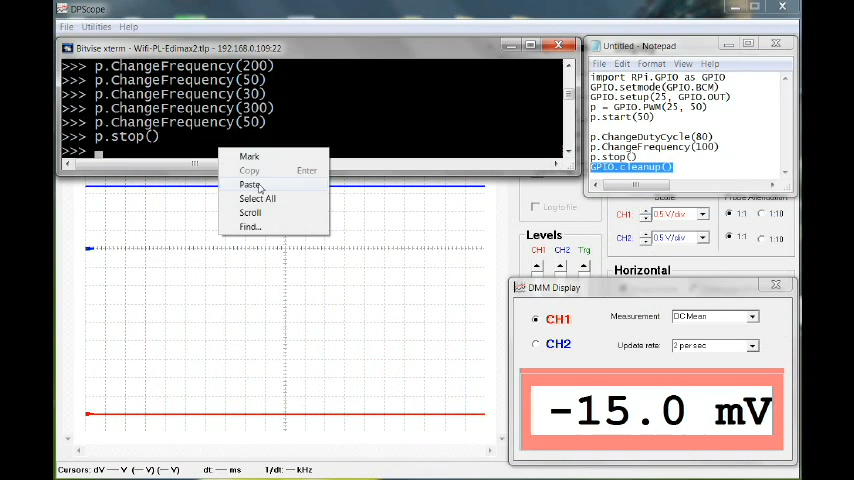 DPScope
File Utilities Help
Bitvise xterm - Wifi-PL-Edimax2.tlp - 192.168.0.109:22
>>> p.ChangeFrequency(200)
>>> p.ChangeFrequency(50)
>>> p.ChangeFrequency(30)
>>> p.ChangeFrequency(300)
>>> p.ChangeFrequency(50)
>>> p.stop()
>>>
Mark
Copy Enter
Paste
Select All
Scroll
Find...
Untitled - Notepad
File Edit Format View Help
import RPi.GPIO as GPIO
GPIO.setmode(GPIO.BCM)
GPIO.setup(25, GPIO.OUT)
p = GPIO.PWM(25, 50)
p.start(50)
p.ChangeDutyCycle(80)
p.ChangeFrequency(100)
p.stop()
GPIO.cleanup()
Log to file
Levels
CH1 CH2 Trg
Scale
Probe Attenuation
CH1: 0.5 V/div 1:1 1:10
CH2: 0.5 V/div 1:1 1:10
Horizontal
DMM Display
CH1
Measurement: DC Mean
CH2
Update rate: 2 per sec
-15.0 mV
Cursors: dV — V (— V) (— V) dt: — ms 1/dt: — kHz